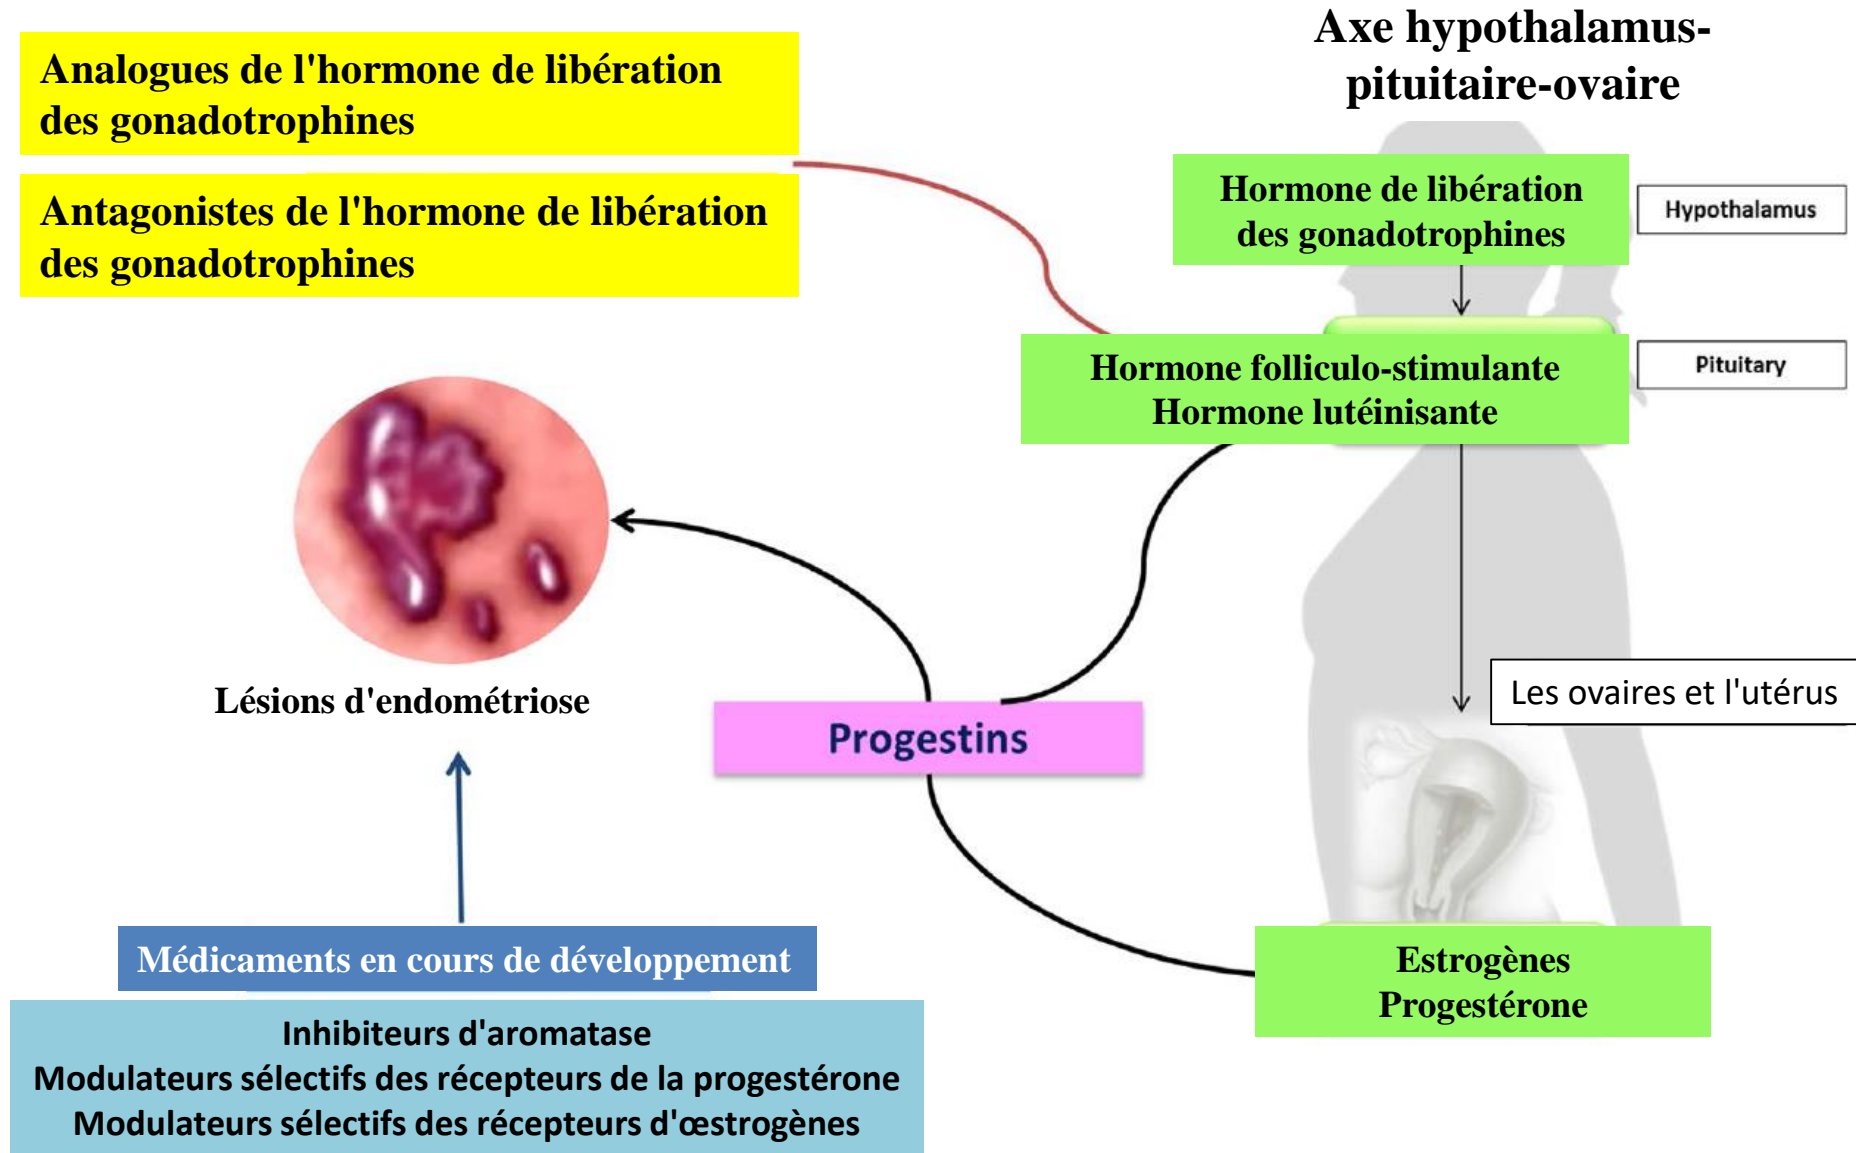 Axe hypothalamus-
pituitaire-ovaire
Analogues de l'hormone de libération
des gonadotrophines
Antagonistes de l'hormone de libération
des gonadotrophines
Hormone de libération
des gonadotrophines
Hypothalamus
Hormone folliculo-stimulante
Hormone lutéinisante
Pituitary
Lésions d'endométriose
Progestins
Les ovaires et l'utérus
Médicaments en cours de développement
Inhibiteurs d'aromatase
Modulateurs sélectifs des récepteurs de la progestérone
Modulateurs sélectifs des récepteurs d'œstrogènes
Estrogènes
Progestérone